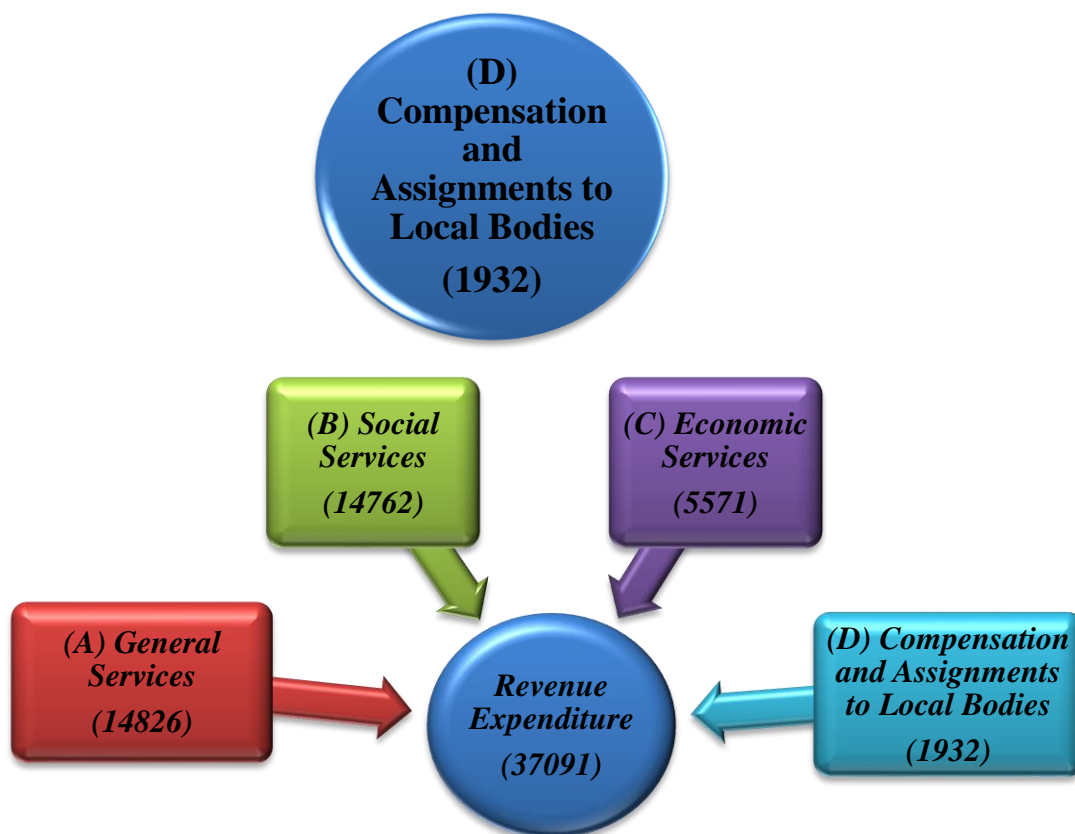 (D)
Compensation
and
Assignments to
Local Bodies
(1932)
(B) Social
Services
(14762)
(C) Economic
Services
(5571)
(A) General
Services
(14826)
Revenue
Expenditure
(37091)
(D) Compensation
and Assignments
to Local Bodies
(1932)